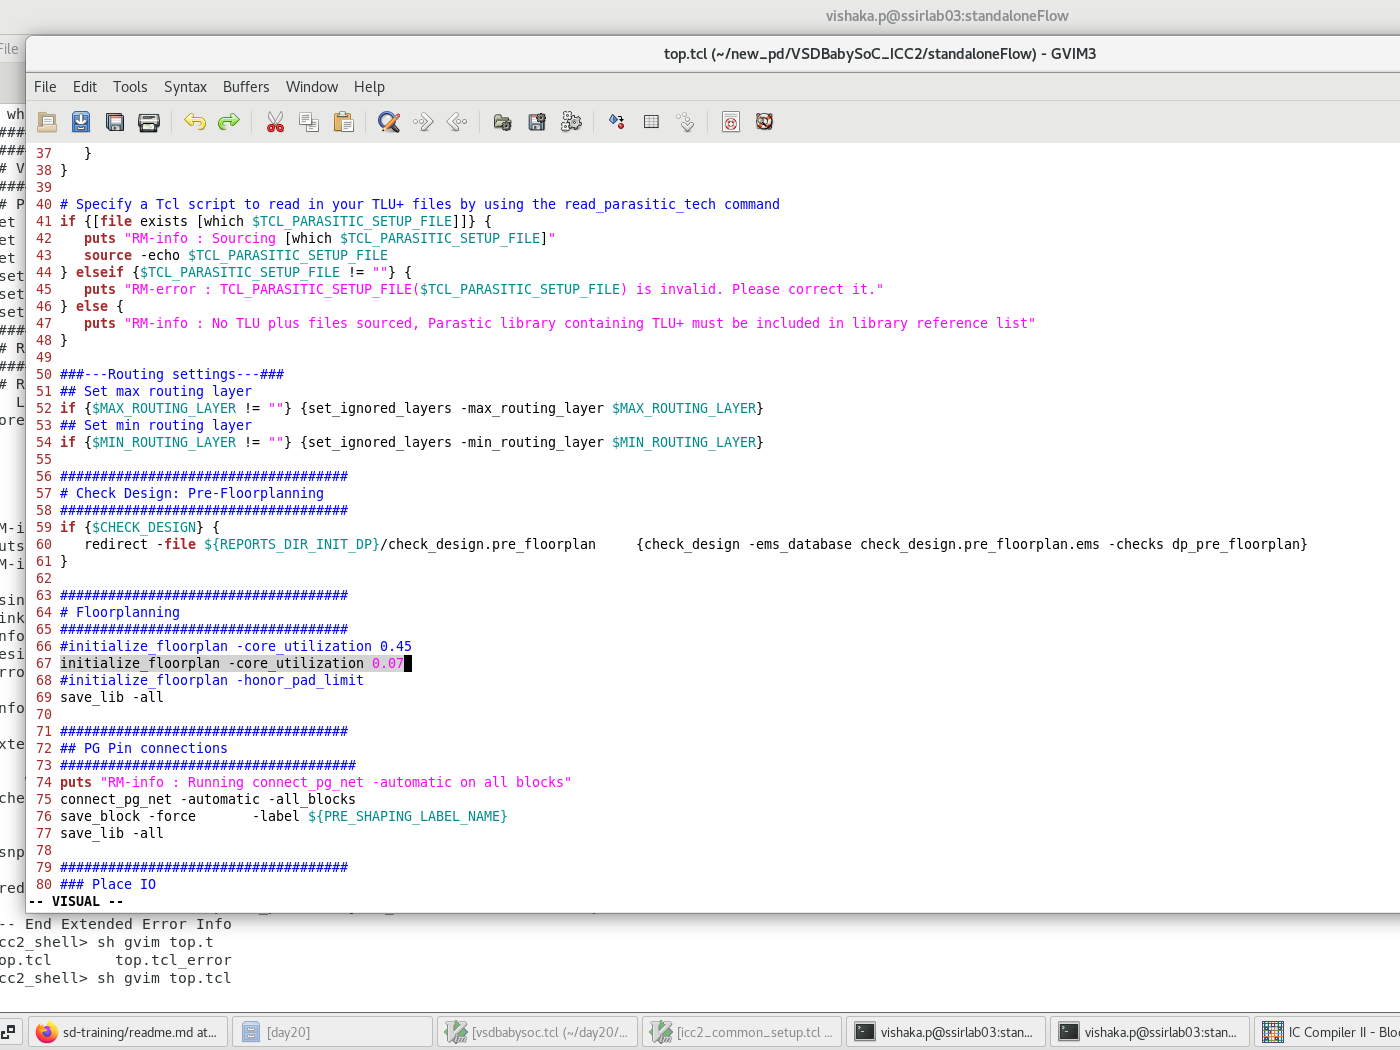 vishaka.p@ssirlab03:standaloneFlow
File
top.tcl (~/new_pd/VSDBabySoC_ICC2/standaloneFlow) - GVIM3
File Edit Tools Syntax Buffers Window Help
37    }
38 }
39
40 # Specify a Tcl script to read in your TLU+ files by using the read_parasitic_tech command
41 if {[file exists [which $TCL_PARASITIC_SETUP_FILE]]} {
42    puts "RM-info : Sourcing [which $TCL_PARASITIC_SETUP_FILE]"
43    source -echo $TCL_PARASITIC_SETUP_FILE
44 } elseif {$TCL_PARASITIC_SETUP_FILE != ""} {
45    puts "RM-error : TCL_PARASITIC_SETUP_FILE($TCL_PARASITIC_SETUP_FILE) is invalid. Please correct it."
46 } else {
47    puts "RM-info : No TLU plus files sourced, Parastic library containing TLU+ must be included in library reference list"
48 }
49
50 ###---Routing settings---###
51 ## Set max routing layer
52 if {$MAX_ROUTING_LAYER != ""} {set_ignored_layers -max_routing_layer $MAX_ROUTING_LAYER}
53 ## Set min routing layer
54 if {$MIN_ROUTING_LAYER != ""} {set_ignored_layers -min_routing_layer $MIN_ROUTING_LAYER}
55
56 ####################################
57 # Check Design: Pre-Floorplanning
58 ####################################
59 if {$CHECK_DESIGN} {
60    redirect -file ${REPORTS_DIR_INIT_DP}/check_design.pre_floorplan     {check_design -ems_database check_design.pre_floorplan.ems -checks dp_pre_floorplan}
61 }
62
63 ####################################
64 # Floorplanning
65 ####################################
66 #initialize_floorplan -core_utilization 0.45
67 initialize_floorplan -core_utilization 0.07
68 #initialize_floorplan -honor_pad_limit
69 save_lib -all
70
71 ####################################
72 ## PG Pin connections
73 #####################################
74 puts "RM-info : Running connect_pg_net -automatic on all blocks"
75 connect_pg_net -automatic -all_blocks
76 save_block -force       -label ${PRE_SHAPING_LABEL_NAME}
77 save_lib -all
78
79 ####################################
80 ### Place IO
-- VISUAL --
-- End Extended Error Info
cc2_shell> sh gvim top.t
op.tcl        top.tcl_error
cc2_shell> sh gvim top.tcl
sd-training/readme.md at... [day20] [vsdbabysoc.tcl (~/day20/... [icc2_common_setup.tcl ... vishaka.p@ssirlab03:stan... vishaka.p@ssirlab03:stan... IC Compiler II - Blo